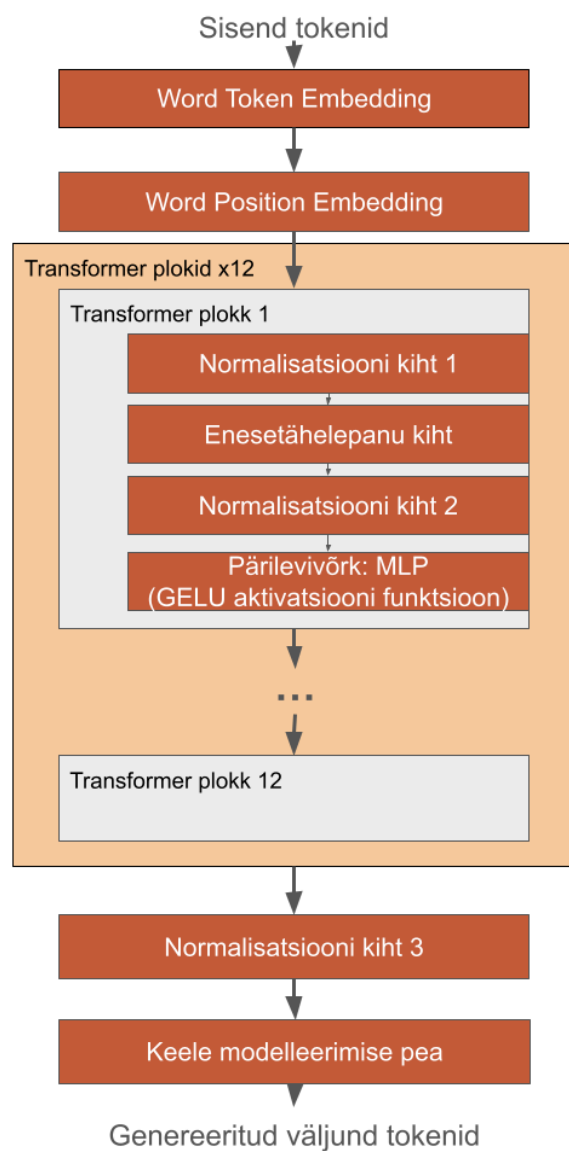 Sisend tokenid
Word Token Embedding
Word Position Embedding
Transformer plokid x12
Transformer plokk 1
Normalisatsiooni kiht 1
Enesetähelepanu kiht
Normalisatsiooni kiht 2
Pärilevivõrk: MLP
(GELU aktivatsiooni funktsioon)
...
Transformer plokk 12
Normalisatsiooni kiht 3
Keele modelleerimise pea
Genereeritud väljund tokenid